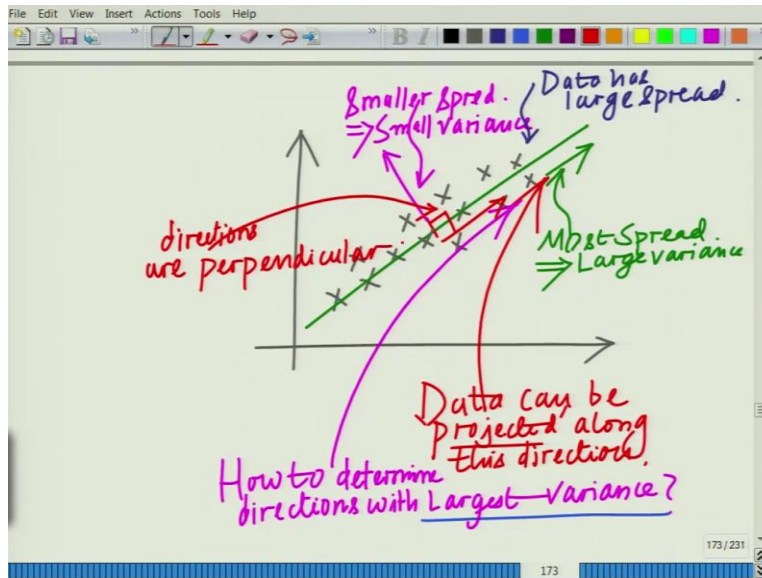 File Edit View Insert Actions Tools Help
B I
Smaller Spred.
⇒ Small variance
Data has
large spread.
directions
are perpendicular.
Most Spread.
⇒ Large variance
Data can be
projected along
this direction.
How to determine
directions with Largest Variance?
173/231
173